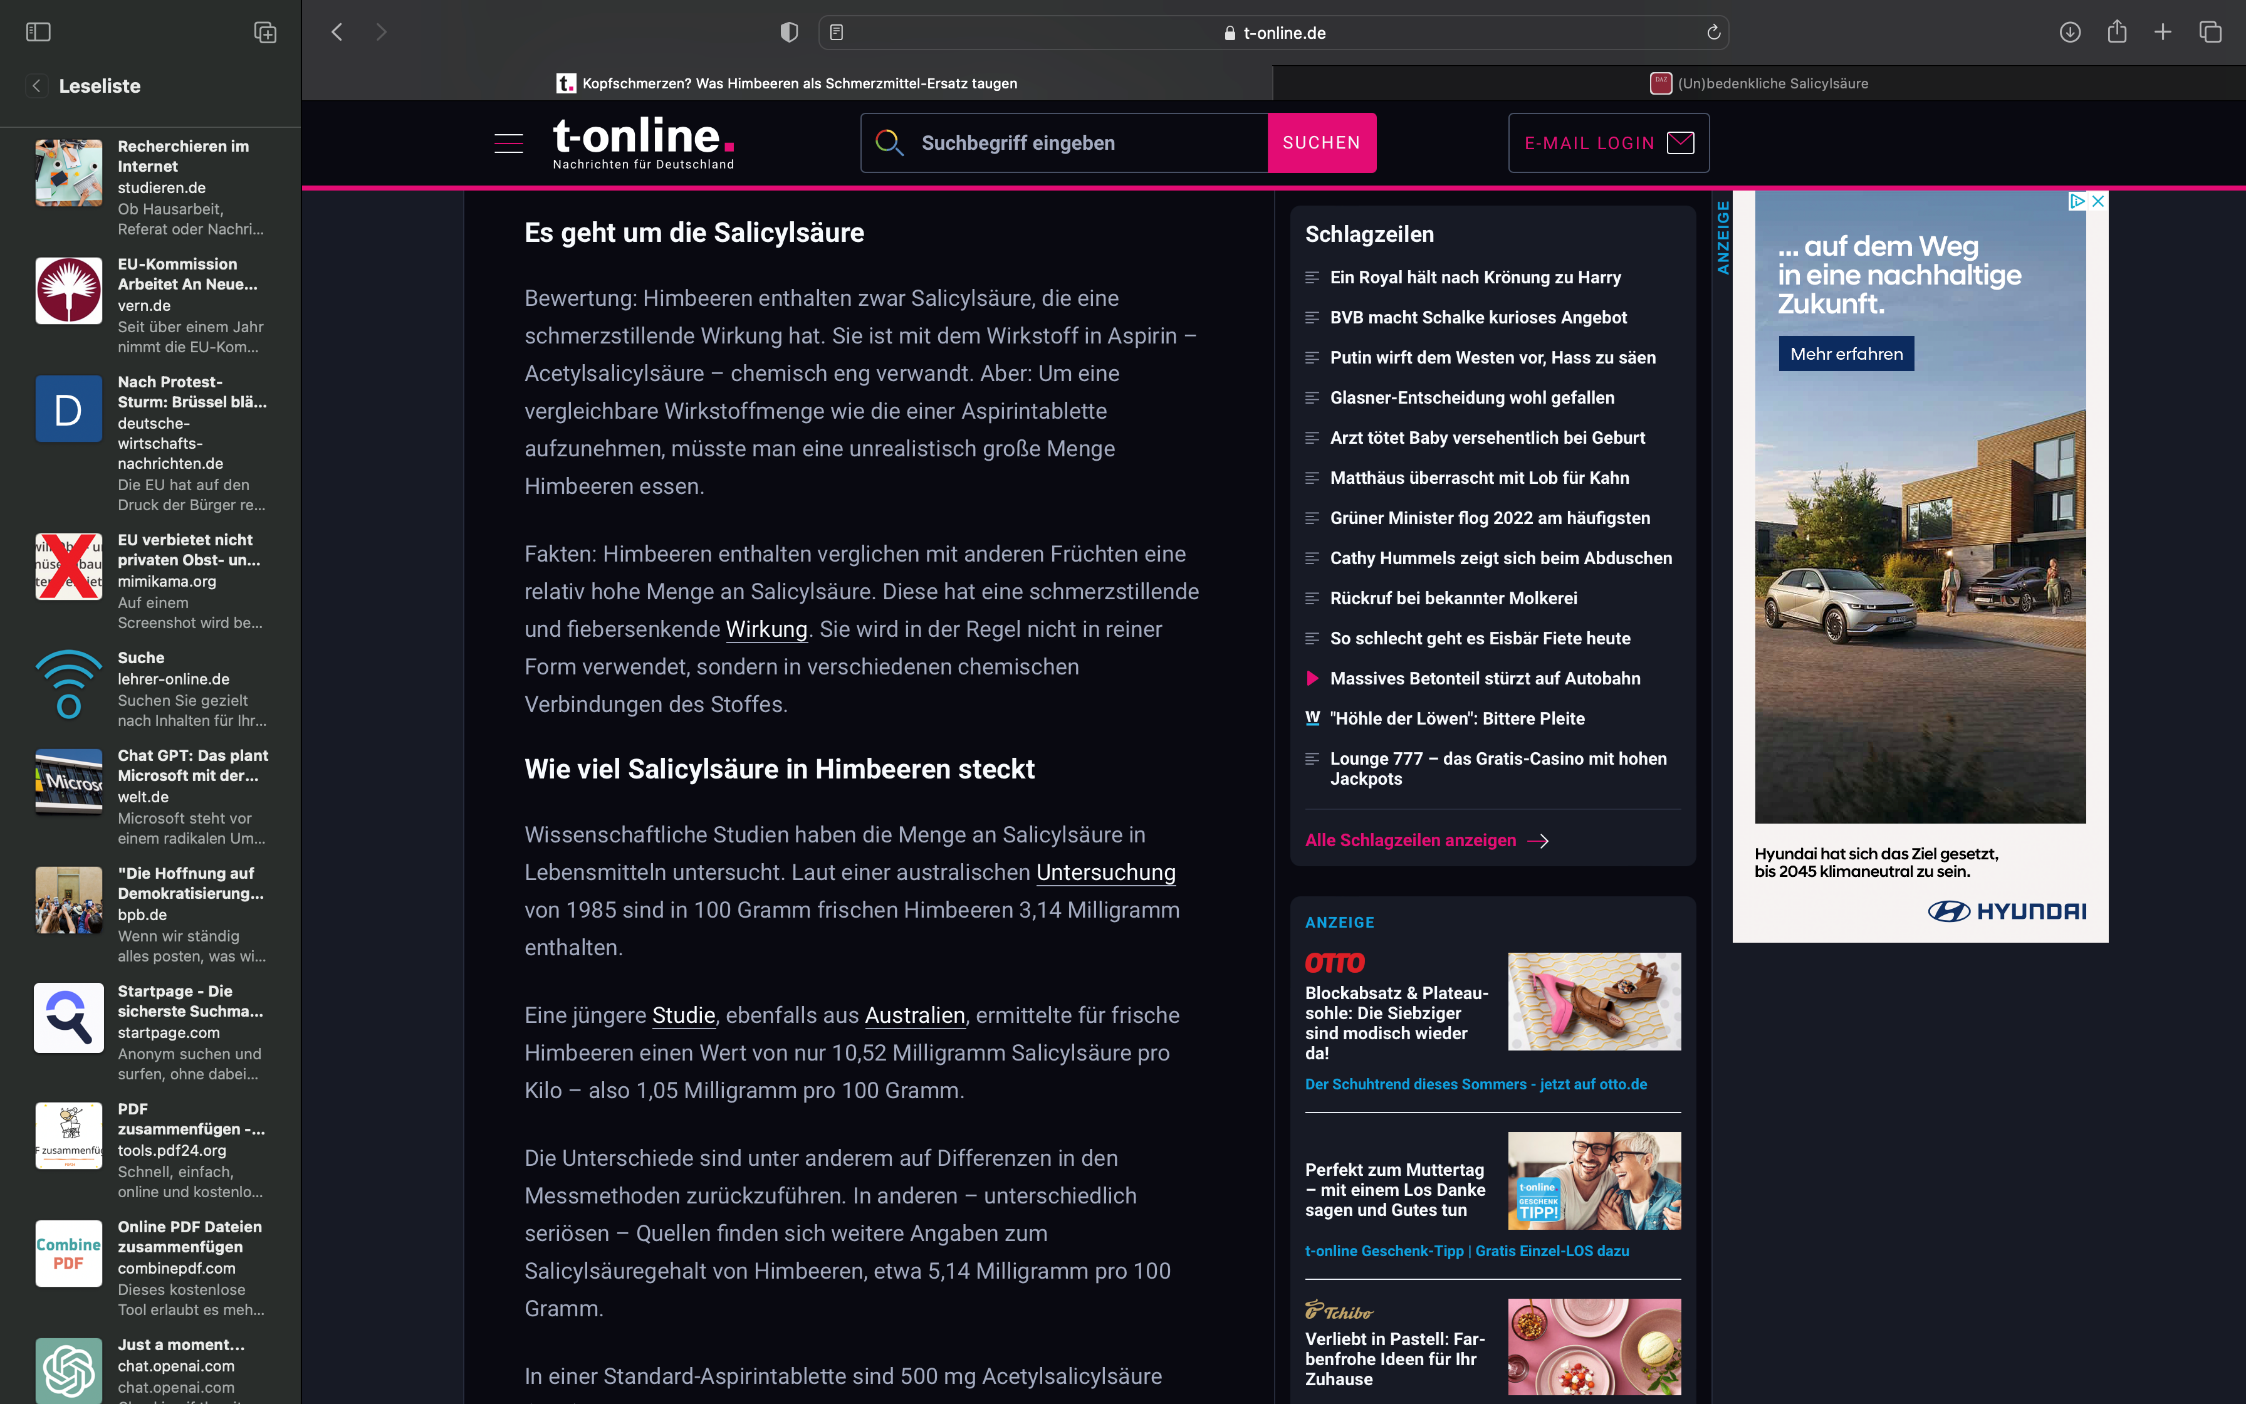 t-online.de
Leseliste
t. Kopfschmerzen? Was Himbeeren als Schmerzmittel-Ersatz taugen
DAZ (Un)bedenkliche Salicylsäure
Recherchieren im
Internet
studieren.de
Ob Hausarbeit,
Referat oder Nachri...
EU-Kommission
Arbeitet An Neue...
vern.de
Seit über einem Jahr
nimmt die EU-Kom...
D
Nach Protest-
Sturm: Brüssel blä...
deutsche-
wirtschafts-
nachrichten.de
Die EU hat auf den
Druck der Bürger re...
EU verbietet nicht
privaten Obst- un...
mimikama.org
Auf einem
Screenshot wird be...
Suche
lehrer-online.de
Suchen Sie gezielt
nach Inhalten für Ihr...
Chat GPT: Das plant
Microsoft mit der...
welt.de
Microsoft steht vor
einem radikalen Um...
"Die Hoffnung auf
Demokratisierung...
bpb.de
Wenn wir ständig
alles posten, was wi...
Startpage - Die
sicherste Suchma...
startpage.com
Anonym suchen und
surfen, ohne dabei...
PDF
zusammenfügen -...
tools.pdf24.org
Schnell, einfach,
online und kostenlo...
Combine
PDF
Online PDF Dateien
zusammenfügen
combinepdf.com
Dieses kostenlose
Tool erlaubt es meh...
Just a moment...
chat.openai.com
chat.openai.com
t-online.
Nachrichten für Deutschland
Suchbegriff eingeben
SUCHEN
E-MAIL LOGIN
Es geht um die Salicylsäure
Bewertung: Himbeeren enthalten zwar Salicylsäure, die eine
schmerzstillende Wirkung hat. Sie ist mit dem Wirkstoff in Aspirin –
Acetylsalicylsäure – chemisch eng verwandt. Aber: Um eine
vergleichbare Wirkstoffmenge wie die einer Aspirintablette
aufzunehmen, müsste man eine unrealistisch große Menge
Himbeeren essen.
Fakten: Himbeeren enthalten verglichen mit anderen Früchten eine
relativ hohe Menge an Salicylsäure. Diese hat eine schmerzstillende
und fiebersenkende Wirkung. Sie wird in der Regel nicht in reiner
Form verwendet, sondern in verschiedenen chemischen
Verbindungen des Stoffes.
Wie viel Salicylsäure in Himbeeren steckt
Wissenschaftliche Studien haben die Menge an Salicylsäure in
Lebensmitteln untersucht. Laut einer australischen Untersuchung
von 1985 sind in 100 Gramm frischen Himbeeren 3,14 Milligramm
enthalten.
Eine jüngere Studie, ebenfalls aus Australien, ermittelte für frische
Himbeeren einen Wert von nur 10,52 Milligramm Salicylsäure pro
Kilo – also 1,05 Milligramm pro 100 Gramm.
Die Unterschiede sind unter anderem auf Differenzen in den
Messmethoden zurückzuführen. In anderen – unterschiedlich
seriösen – Quellen finden sich weitere Angaben zum
Salicylsäuregehalt von Himbeeren, etwa 5,14 Milligramm pro 100
Gramm.
In einer Standard-Aspirintablette sind 500 mg Acetylsalicylsäure
Schlagzeilen
Ein Royal hält nach Krönung zu Harry
BVB macht Schalke kurioses Angebot
Putin wirft dem Westen vor, Hass zu säen
Glasner-Entscheidung wohl gefallen
Arzt tötet Baby versehentlich bei Geburt
Matthäus überrascht mit Lob für Kahn
Grüner Minister flog 2022 am häufigsten
Cathy Hummels zeigt sich beim Abduschen
Rückruf bei bekannter Molkerei
So schlecht geht es Eisbär Fiete heute
Massives Betonteil stürzt auf Autobahn
W "Höhle der Löwen": Bittere Pleite
Lounge 777 – das Gratis-Casino mit hohen
Jackpots
Alle Schlagzeilen anzeigen
ANZEIGE
OTTO
Blockabsatz & Plateau-
sohle: Die Siebziger
sind modisch wieder
da!
Der Schuhtrend dieses Sommers - jetzt auf otto.de
Perfekt zum Muttertag
– mit einem Los Danke
sagen und Gutes tun
t-online
GESCHENK
TIPP!
t-online Geschenk-Tipp | Gratis Einzel-LOS dazu
Tchibo
Verliebt in Pastell: Far-
benfrohe Ideen für Ihr
Zuhause
ANZEIGE
... auf dem Weg
in eine nachhaltige
Zukunft.
Mehr erfahren
Hyundai hat sich das Ziel gesetzt,
bis 2045 klimaneutral zu sein.
HYUNDAI